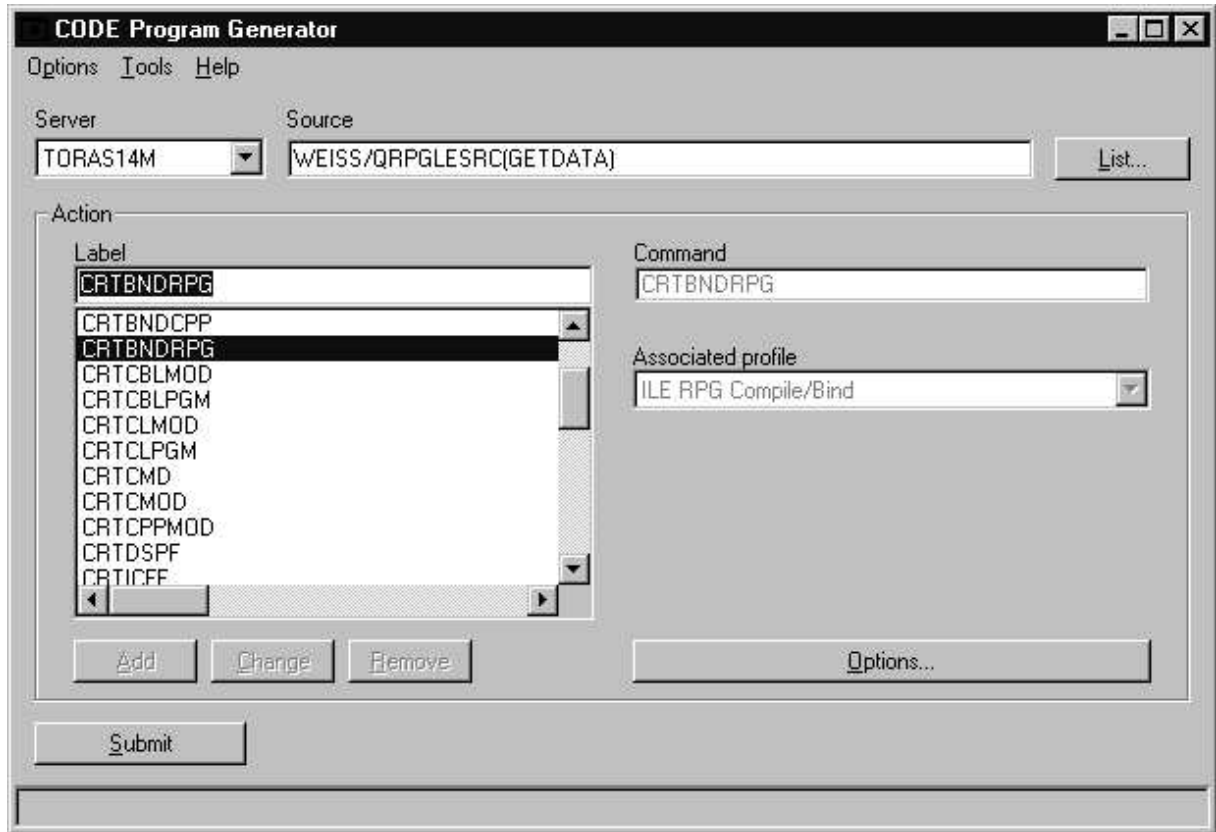 CODE Program Generator
Options Tools Help
Server Source
TORAS14M WEISS/QRPGLESRC(GETDATA) List...
Action
Label Command
CRTBNDRPG CRTBNDRPG
CRTBNDCPP
CRTBNDRPG
Associated profile
CRTCBLMOD
ILE RPG Compile/Bind
CRTCBLPGM
CRTCLMOD
CRTCLPGM
CRTCMD
CRTCMOD
CRTCPPMOD
CRTDSPF
CRTICFF
Add Change Remove Options...
Submit